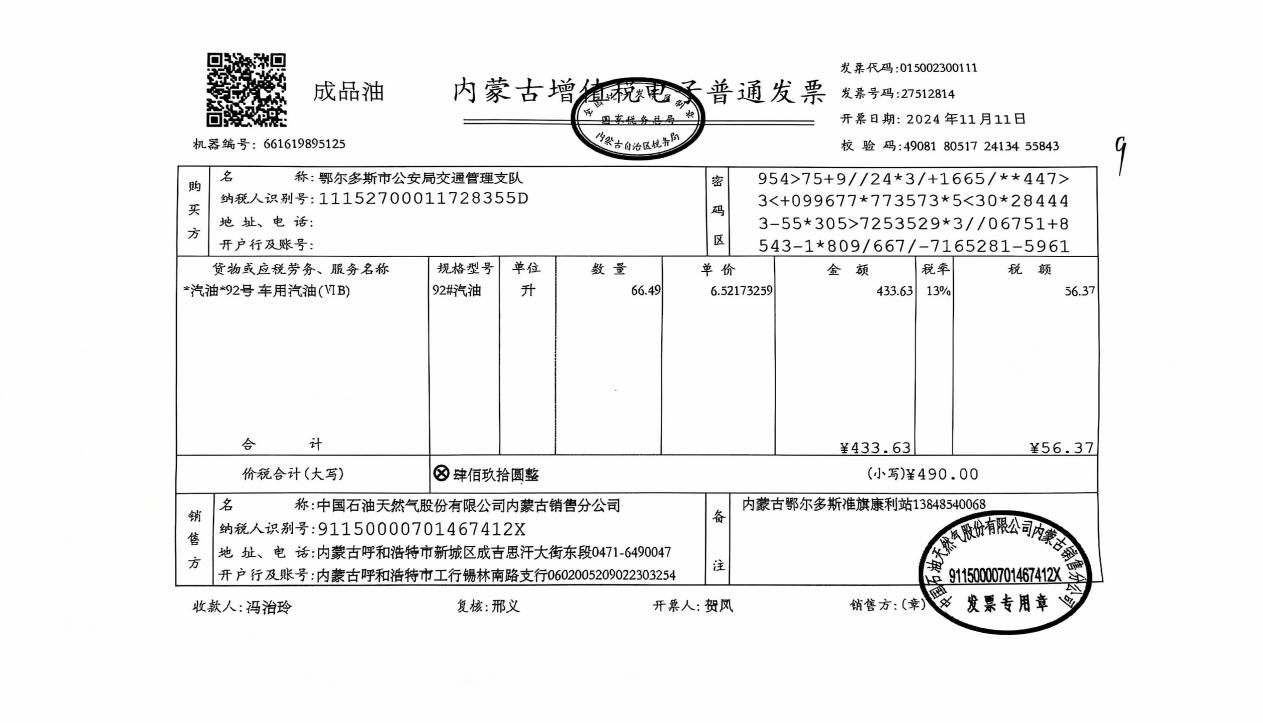 成品油
内蒙古增值税电子普通发票
国家税务总局
内蒙古自治区税务局
发票代码:015002300111
发票号码:27512814
开票日期: 2024年11月11日
校 验 码:49081 80517 24134 55843
机器编号: 661619895125
9
购买方
名 称: 鄂尔多斯市公安局交通管理支队
纳税人识别号: 11152700011728355D
地 址、电 话:
开户行及账号:
密码区
954>75+9//24*3/+1665/**447>
3<+099677*773573*5<30*28444
3-55*305>7253529*3//06751+8
543-1*809/667/-7165281-5961
货物或应税劳务、服务名称 规格型号 单位 数 量 单 价 金 额 税率 税 额
*汽油*92号 车用汽油(ⅥB) 92#汽油 升 66.49 6.52173259 433.63 13% 56.37
合 计 ¥433.63 ¥56.37
价税合计(大写) ⊗肆佰玖拾圆整 (小写)¥490.00
销售方
名 称: 中国石油天然气股份有限公司内蒙古销售分公司
纳税人识别号: 91150000701467412X
地 址、电 话: 内蒙古呼和浩特市新城区成吉思汗大街东段0471-6490047
开户行及账号: 内蒙古呼和浩特市工行锡林南路支行0602005209022303254
备注
内蒙古鄂尔多斯准旗康利站13848540068
中国石油天然气股份有限公司内蒙古销售分公司
91150000701467412X
发票专用章
收款人: 冯治玲 复核: 邢义 开票人: 贺凤 销售方: (章)